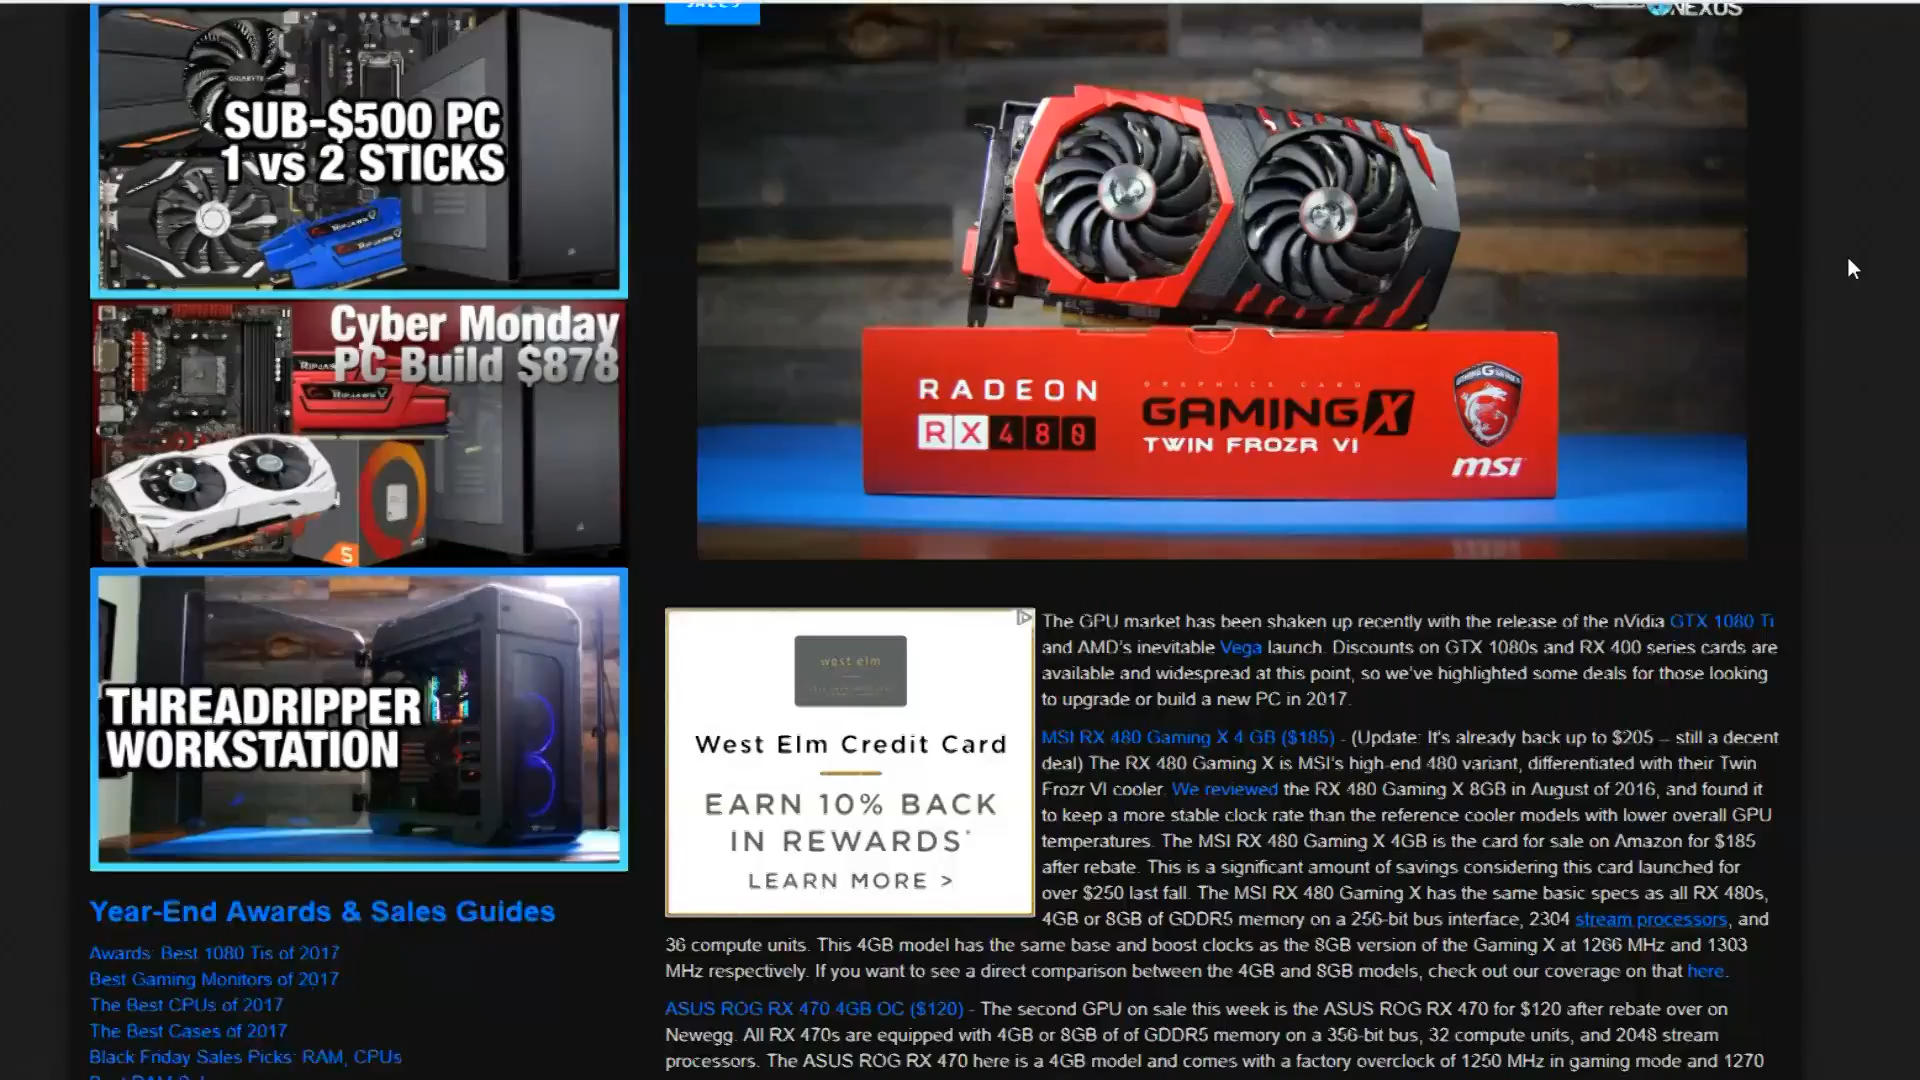 NEXUS
SUB-$500 PC
1 vs 2 STICKS
Cyber Monday
PC Build $878
THREADRIPPER
WORKSTATION
Year-End Awards & Sales Guides
Awards: Best 1080 Tis of 2017
Best Gaming Monitors of 2017
The Best CPUs of 2017
The Best Cases of 2017
Black Friday Sales Picks: RAM, CPUs
RADEON
RX 480
GRAPHICS CARD
GAMING X
TWIN FROZR VI
msi
west elm
West Elm Credit Card
EARN 10% BACK
IN REWARDS*
LEARN MORE >
The GPU market has been shaken up recently with the release of the nVidia GTX 1080 Ti
and AMD's inevitable Vega launch. Discounts on GTX 1080s and RX 400 series cards are
available and widespread at this point, so we've highlighted some deals for those looking
to upgrade or build a new PC in 2017.
MSI RX 480 Gaming X 4 GB ($185) - (Update: It's already back up to $205 – still a decent
deal) The RX 480 Gaming X is MSI's high-end 480 variant, differentiated with their Twin
Frozr VI cooler. We reviewed the RX 480 Gaming X 8GB in August of 2016, and found it
to keep a more stable clock rate than the reference cooler models with lower overall GPU
temperatures. The MSI RX 480 Gaming X 4GB is the card for sale on Amazon for $185
after rebate. This is a significant amount of savings considering this card launched for
over $250 last fall. The MSI RX 480 Gaming X has the same basic specs as all RX 480s,
4GB or 8GB of GDDR5 memory on a 256-bit bus interface, 2304 stream processors, and
36 compute units. This 4GB model has the same base and boost clocks as the 8GB version of the Gaming X at 1266 MHz and 1303
MHz respectively. If you want to see a direct comparison between the 4GB and 8GB models, check out our coverage on that here.
ASUS ROG RX 470 4GB OC ($120) - The second GPU on sale this week is the ASUS ROG RX 470 for $120 after rebate over on
Newegg. All RX 470s are equipped with 4GB or 8GB of of GDDR5 memory on a 356-bit bus, 32 compute units, and 2048 stream
processors. The ASUS ROG RX 470 here is a 4GB model and comes with a factory overclock of 1250 MHz in gaming mode and 1270